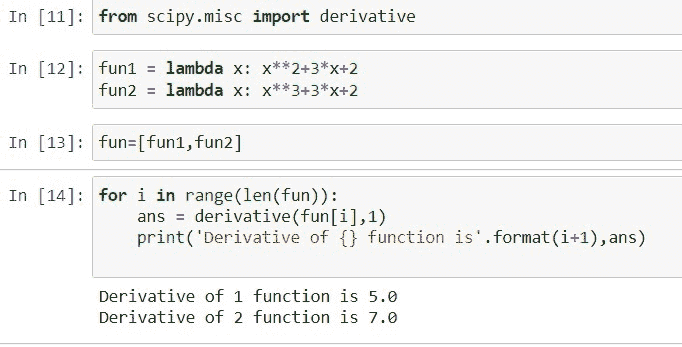 In [11]: from scipy.misc import derivative
In [12]: fun1 = lambda x: x**2+3*x+2
fun2 = lambda x: x**3+3*x+2
In [13]: fun=[fun1,fun2]
In [14]: for i in range(len(fun)):
    ans = derivative(fun[i],1)
    print('Derivative of {} function is'.format(i+1),ans)
Derivative of 1 function is 5.0
Derivative of 2 function is 7.0